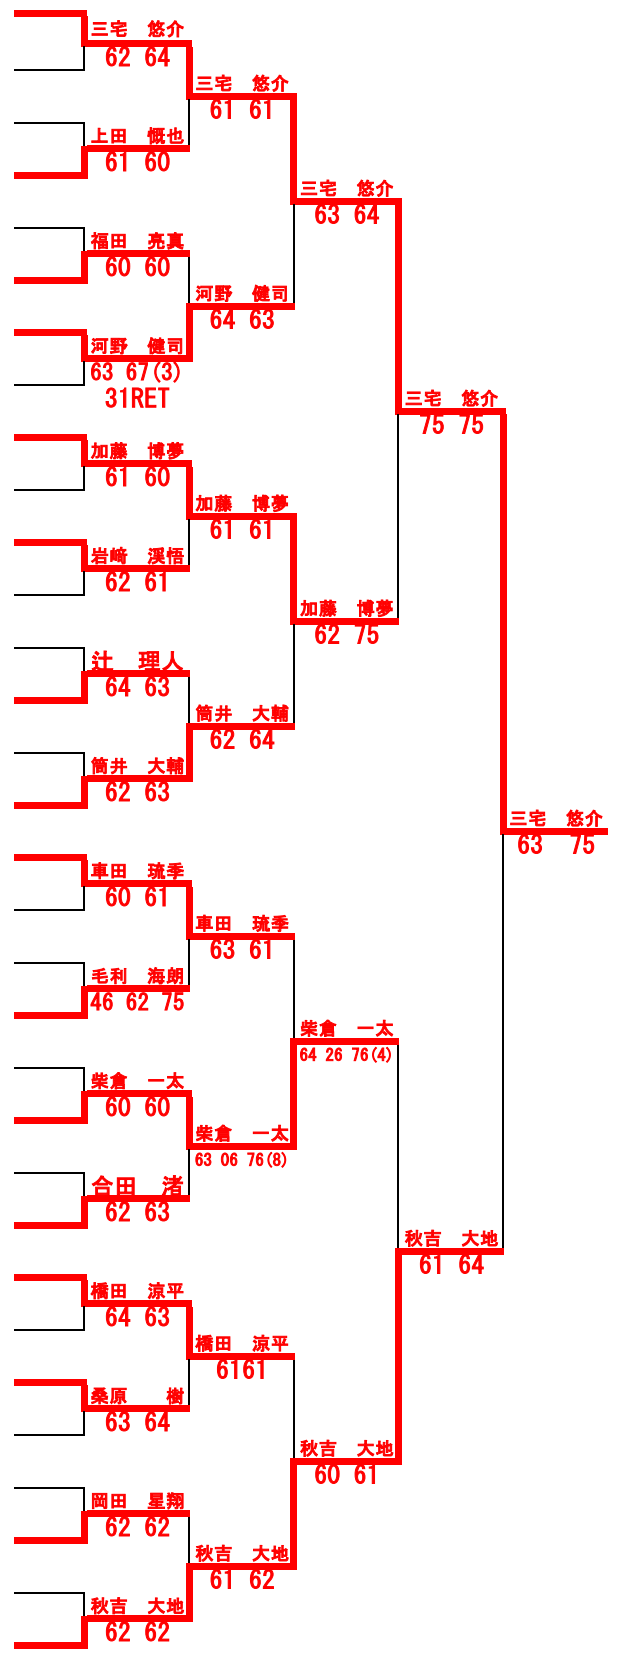 三宅　悠介
62 64
三宅　悠介
61 61
上田　慨也
61 60
三宅　悠介
63 64
福田　亮真
60 60
河野　健司
64 63
河野　健司
63 67(3)
31RET
三宅　悠介
75 75
加藤　博夢
61 60
加藤　博夢
61 61
岩﨑　渓悟
62 61
加藤　博夢
62 75
辻　理人
64 63
筒井　大輔
62 64
筒井　大輔
62 63
三宅　悠介
63 75
車田　琉季
60 61
車田　琉季
63 61
毛利　海朗
46 62 75
柴倉　一太
64 26 76(4)
柴倉　一太
60 60
柴倉　一太
63 06 76(8)
合田　渚
62 63
秋吉　大地
61 64
橋田　涼平
64 63
橋田　涼平
6161
桑原　樹
63 64
秋吉　大地
60 61
岡田　星翔
62 62
秋吉　大地
61 62
秋吉　大地
62 62